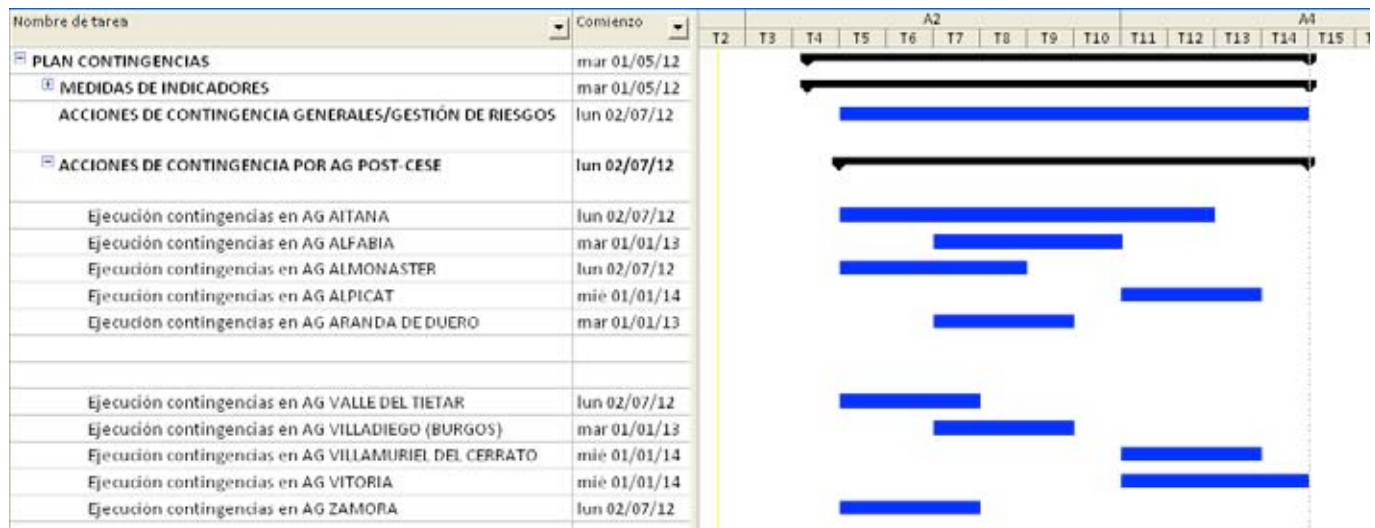 Nombre de tarea Comienzo A2 A4
T2 T3 T4 T5 T6 T7 T8 T9 T10 T11 T12 T13 T14 T15
PLAN CONTINGENCIAS mar 01/05/12
MEDIDAS DE INDICADORES mar 01/05/12
ACCIONES DE CONTINGENCIA GENERALES/GESTIÓN DE RIESGOS lun 02/07/12
ACCIONES DE CONTINGENCIA POR AG POST-CESE lun 02/07/12
Ejecución contingencias en AG AITANA lun 02/07/12
Ejecución contingencias en AG ALFABIA mar 01/01/13
Ejecución contingencias en AG ALMONASTER lun 02/07/12
Ejecución contingencias en AG ALPICAT mié 01/01/14
Ejecución contingencias en AG ARANDA DE DUERO mar 01/01/13
Ejecución contingencias en AG VALLE DEL TIETAR lun 02/07/12
Ejecución contingencias en AG VILLADIEGO (BURGOS) mar 01/01/13
Ejecución contingencias en AG VILLAMURIEL DEL CERRATO mié 01/01/14
Ejecución contingencias en AG VITORIA mié 01/01/14
Ejecución contingencias en AG ZAMORA lun 02/07/12